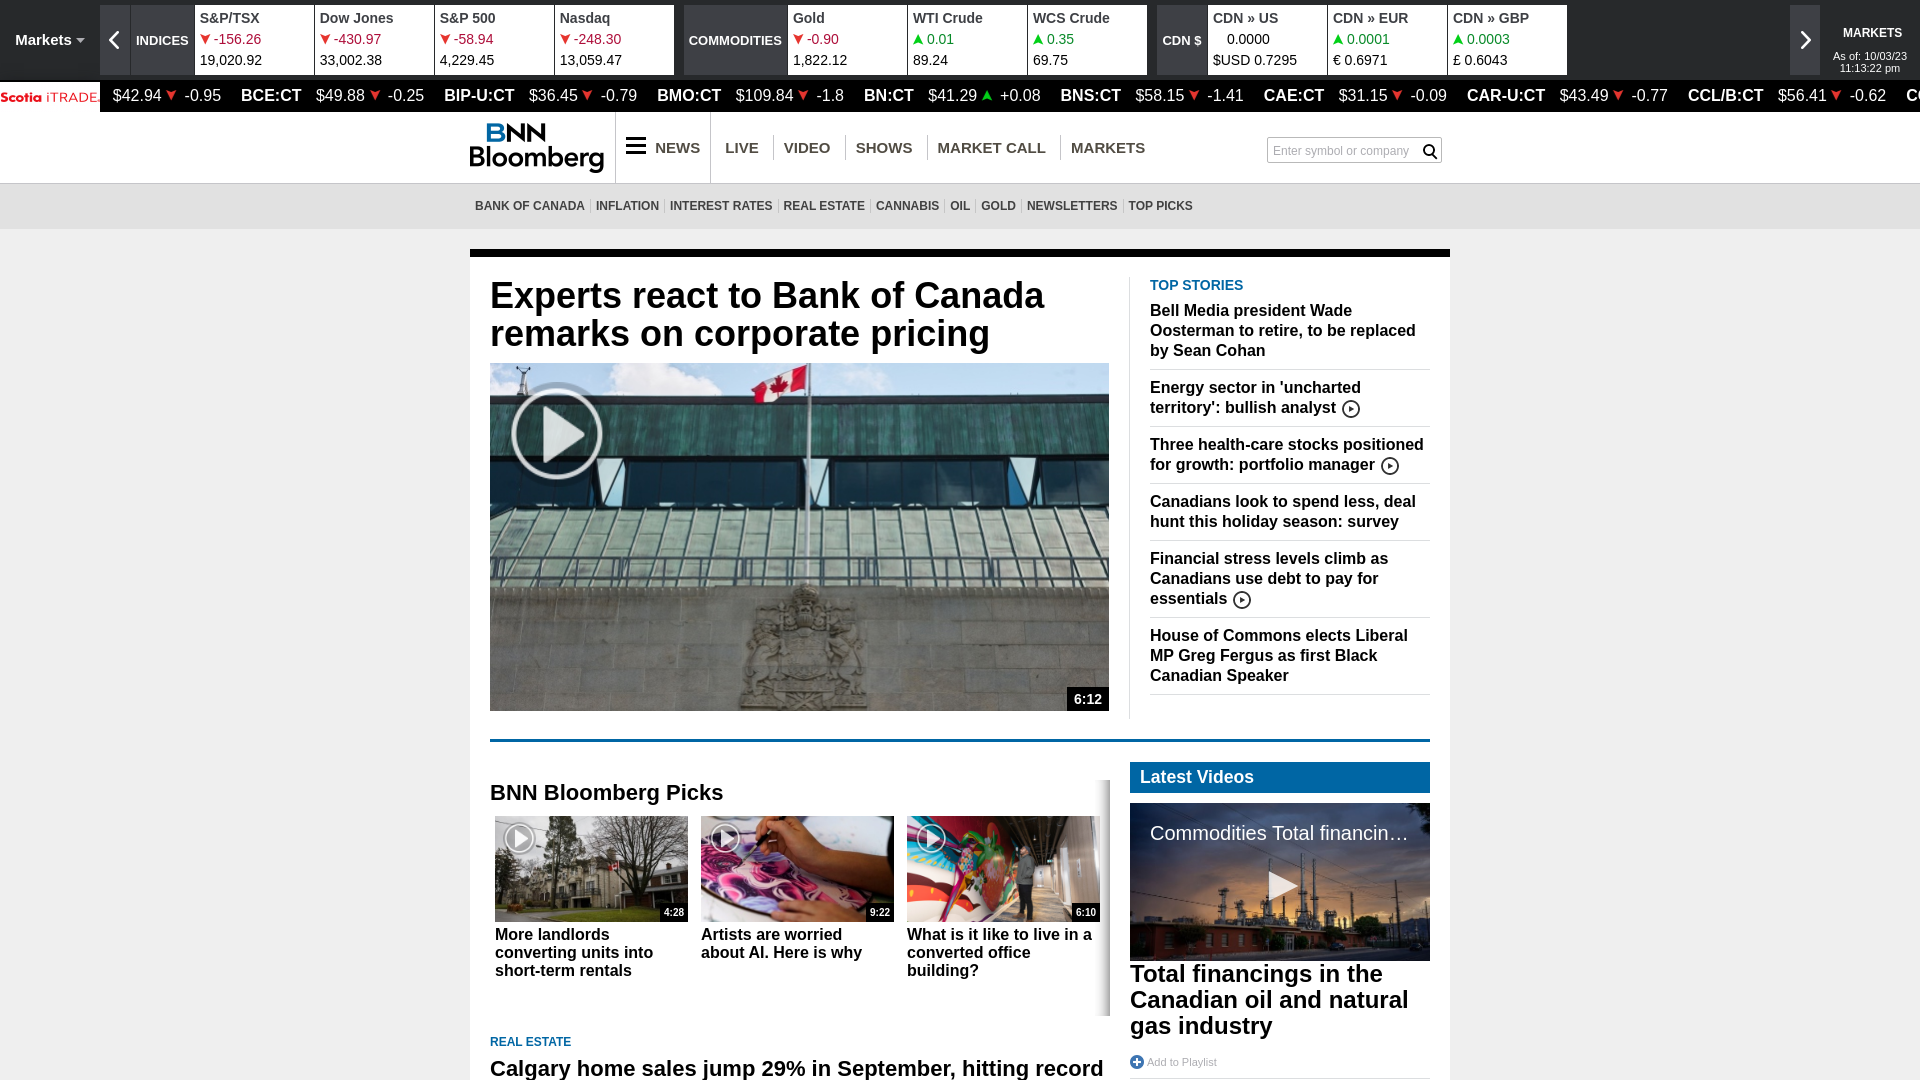 Markets
INDICES
S&P/TSX
-156.26
19,020.92
Dow Jones
-430.97
33,002.38
S&P 500
-58.94
4,229.45
Nasdaq
-248.30
13,059.47
COMMODITIES
Gold
-0.90
1,822.12
WTI Crude
0.01
89.24
WCS Crude
0.35
69.75
CDN $
CDN » US
0.0000
$USD 0.7295
CDN » EUR
0.0001
€ 0.6971
CDN » GBP
0.0003
£ 0.6043
MARKETS
As of: 10/03/23
11:13:22 pm
Scotia iTRADE. $42.94 -0.95 BCE:CT $49.88 -0.25 BIP-U:CT $36.45 -0.79 BMO:CT $109.84 -1.8 BN:CT $41.29 +0.08 BNS:CT $58.15 -1.41 CAE:CT $31.15 -0.09 CAR-U:CT $43.49 -0.77 CCL/B:CT $56.41 -0.62
BNN
Bloomberg
NEWS LIVE VIDEO SHOWS MARKET CALL MARKETS
Enter symbol or company
BANK OF CANADA INFLATION INTEREST RATES REAL ESTATE CANNABIS OIL GOLD NEWSLETTERS TOP PICKS
Experts react to Bank of Canada
remarks on corporate pricing
6:12
TOP STORIES
Bell Media president Wade
Oosterman to retire, to be replaced
by Sean Cohan
Energy sector in 'uncharted
territory': bullish analyst
Three health-care stocks positioned
for growth: portfolio manager
Canadians look to spend less, deal
hunt this holiday season: survey
Financial stress levels climb as
Canadians use debt to pay for
essentials
House of Commons elects Liberal
MP Greg Fergus as first Black
Canadian Speaker
BNN Bloomberg Picks
4:28
More landlords
converting units into
short-term rentals
9:22
Artists are worried
about AI. Here is why
6:10
What is it like to live in a
converted office
building?
REAL ESTATE
Calgary home sales jump 29% in September, hitting record
Latest Videos
Commodities Total financin…
Total financings in the
Canadian oil and natural
gas industry
Add to Playlist